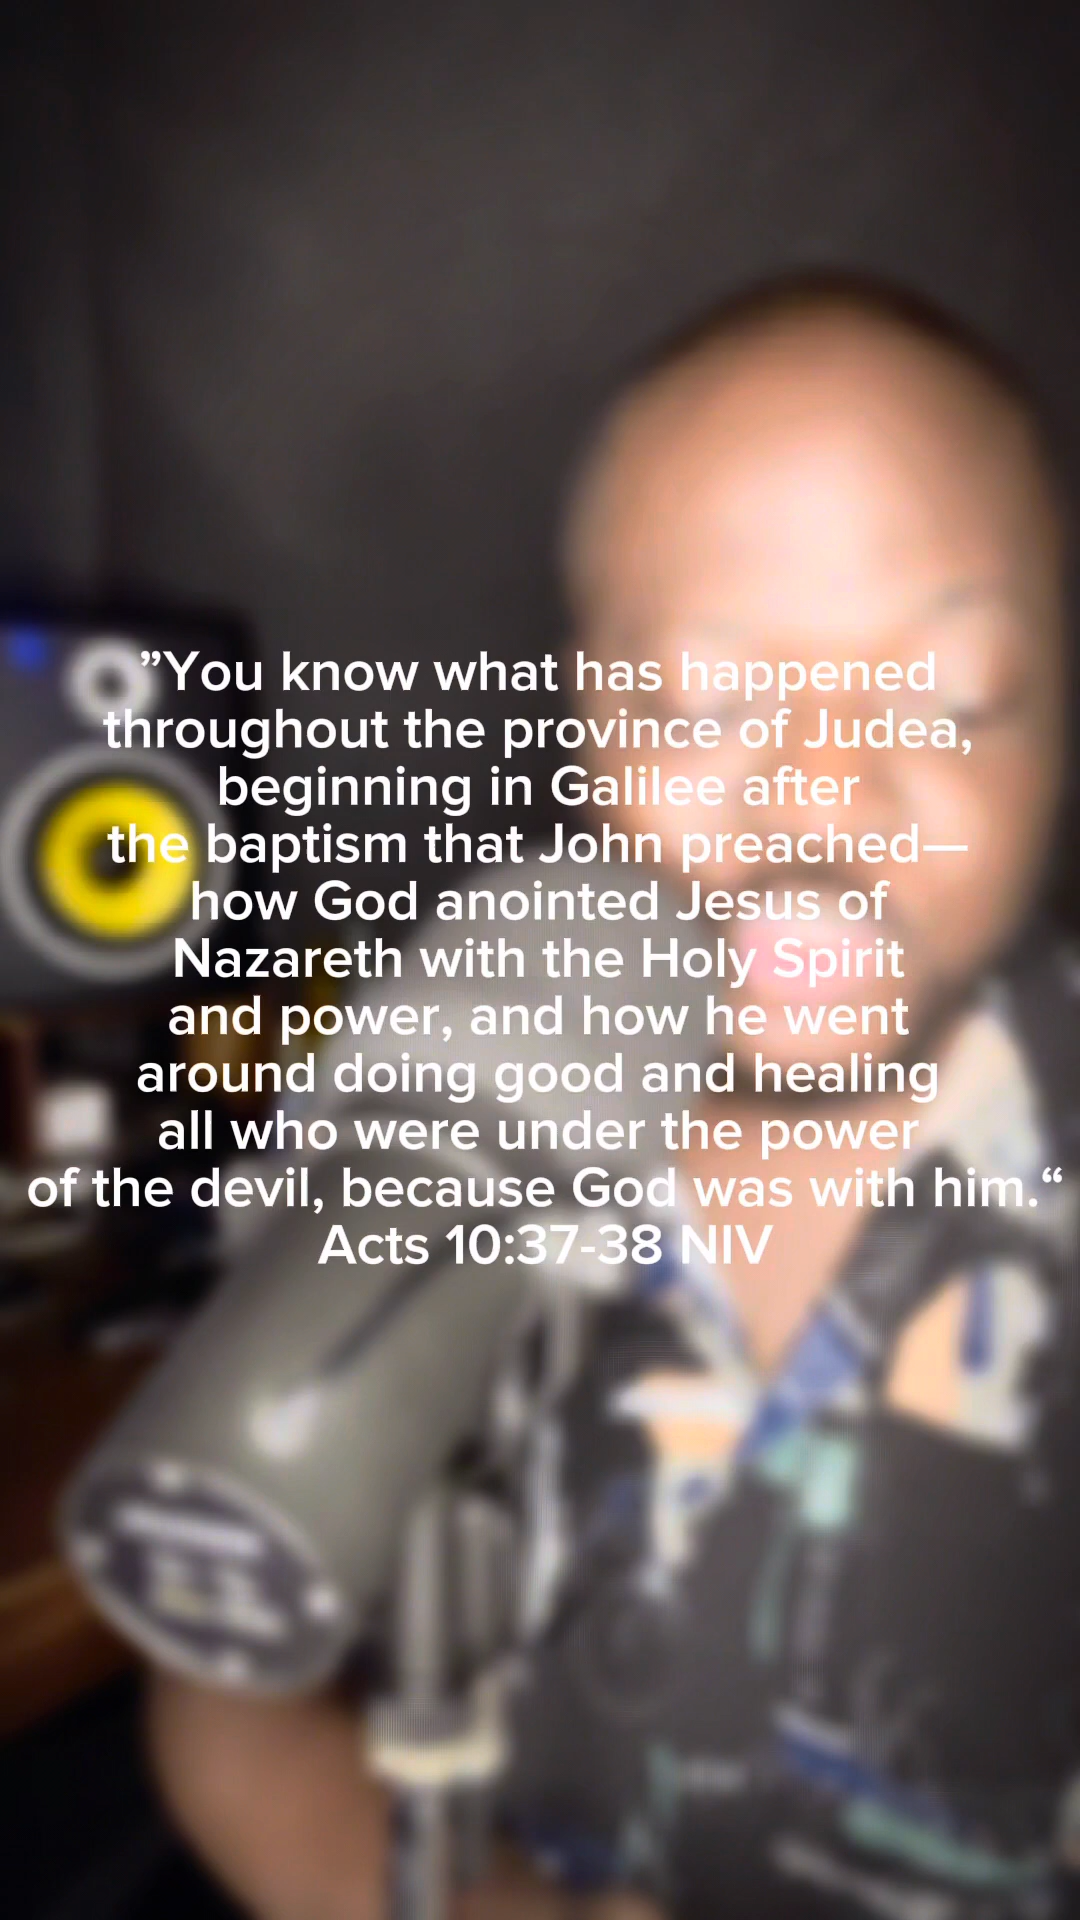 ”You know what has happened
throughout the province of Judea,
beginning in Galilee after
the baptism that John preached—
how God anointed Jesus of
Nazareth with the Holy Spirit
and power, and how he went
around doing good and healing
all who were under the power
of the devil, because God was with him.“
Acts 10:37-38 NIV